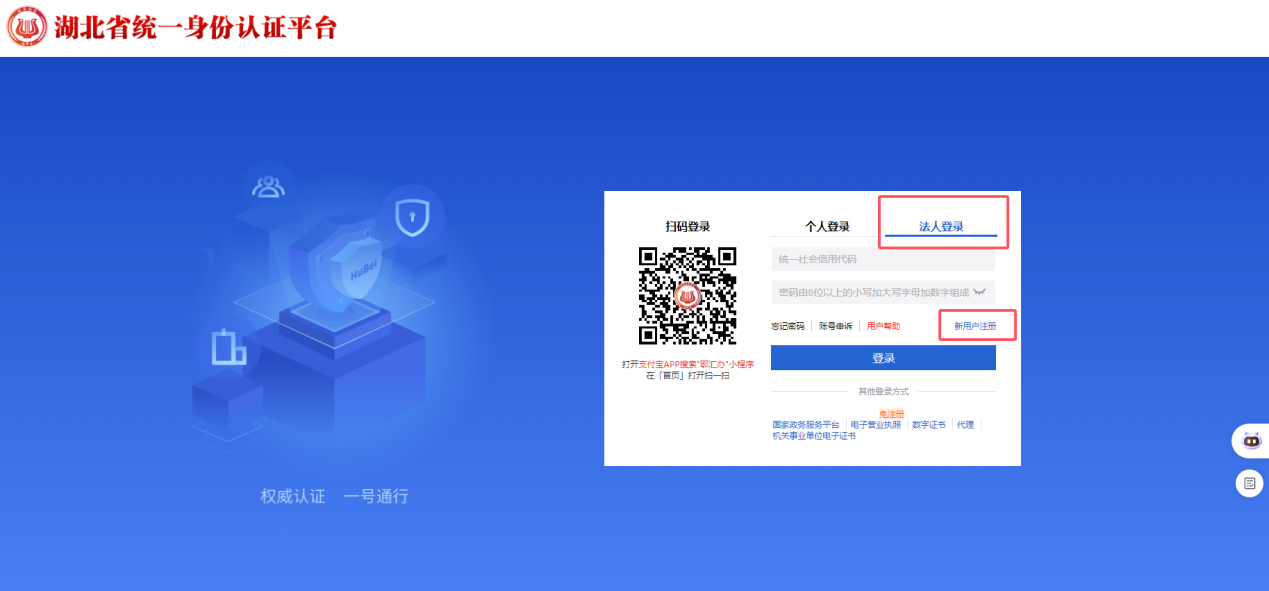 湖北省统一身份认证平台
HuBei
权威认证 一号通行
扫码登录
打开支付宝APP搜索"鄂汇办"小程序
在「首页」打开扫一扫
个人登录 法人登录
统一社会信用代码
密码由8位以上的小写加大写字母加数字组成
忘记密码 账号申诉 用户帮助 新用户注册
登录
其他登录方式
免注册
国家政务服务平台 电子营业执照 数字证书 代理
机关事业单位电子证书